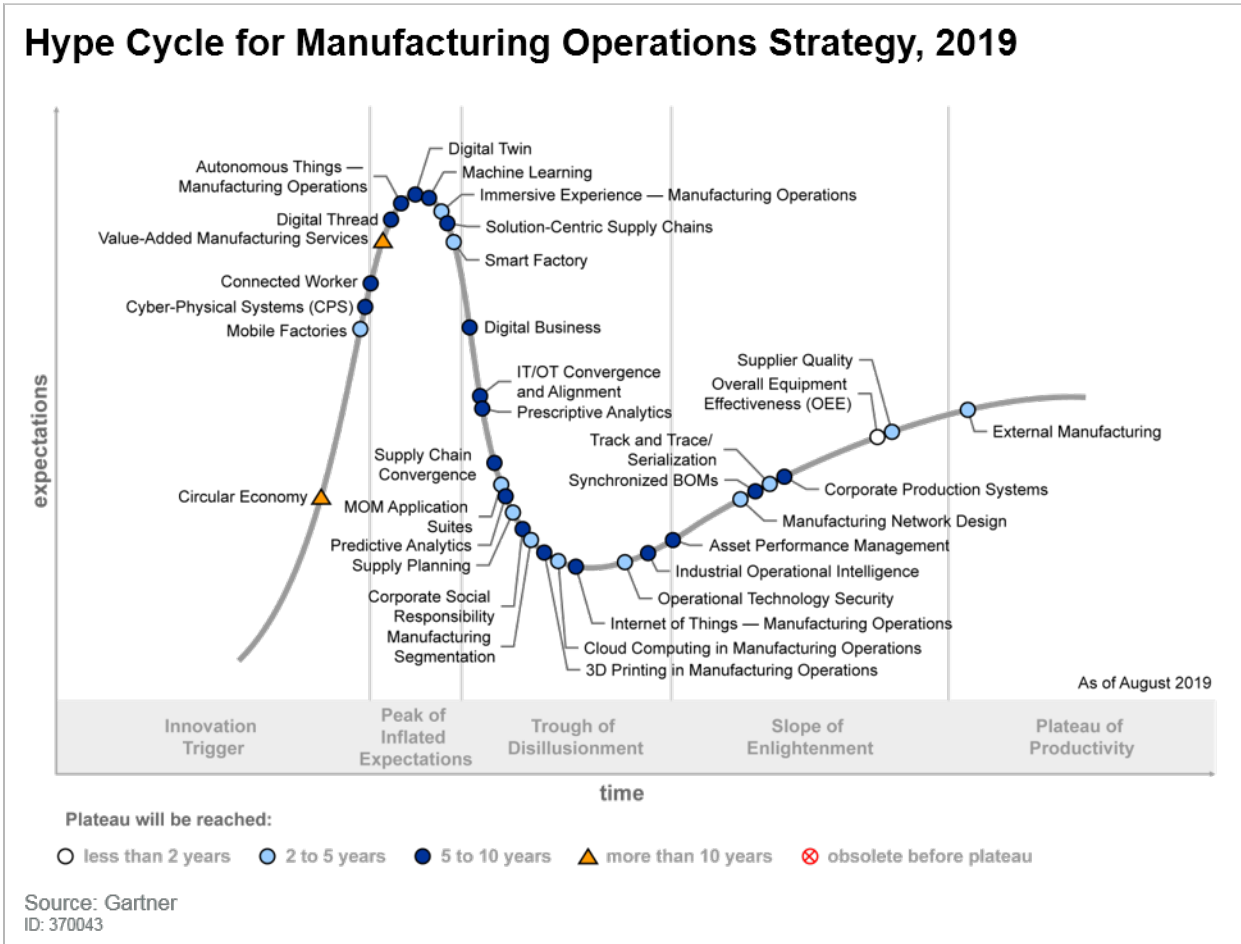 Hype Cycle for Manufacturing Operations Strategy, 2019
Digital Twin
Autonomous Things —
Manufacturing Operations
Machine Learning
Immersive Experience — Manufacturing Operations
Digital Thread
Solution-Centric Supply Chains
Value-Added Manufacturing Services
Smart Factory
Connected Worker
Cyber-Physical Systems (CPS)
Mobile Factories
Digital Business
IT/OT Convergence
and Alignment
Prescriptive Analytics
Supplier Quality
Overall Equipment
Effectiveness (OEE)
External Manufacturing
Track and Trace/
Serialization
Synchronized BOMs
Corporate Production Systems
Manufacturing Network Design
Supply Chain
Convergence
Circular Economy
MOM Application
Suites
Predictive Analytics
Supply Planning
Asset Performance Management
Industrial Operational Intelligence
Operational Technology Security
Corporate Social
Responsibility
Manufacturing
Segmentation
Internet of Things — Manufacturing Operations
Cloud Computing in Manufacturing Operations
3D Printing in Manufacturing Operations
expectations
As of August 2019
Innovation
Trigger
Peak of
Inflated
Expectations
Trough of
Disillusionment
Slope of
Enlightenment
Plateau of
Productivity
time
Plateau will be reached:
less than 2 years
2 to 5 years
5 to 10 years
more than 10 years
obsolete before plateau
Source: Gartner
ID: 370043